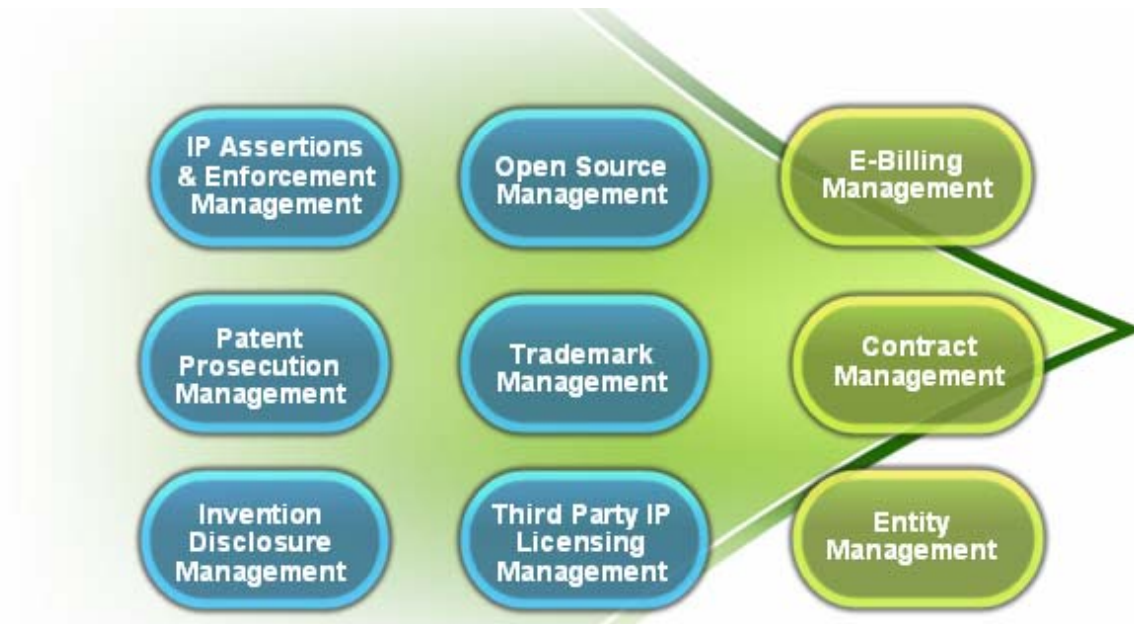 IP Assertions
& Enforcement
Management
Open Source
Management
E-Billing
Management
Patent
Prosecution
Management
Trademark
Management
Contract
Management
Invention
Disclosure
Management
Third Party IP
Licensing
Management
Entity
Management